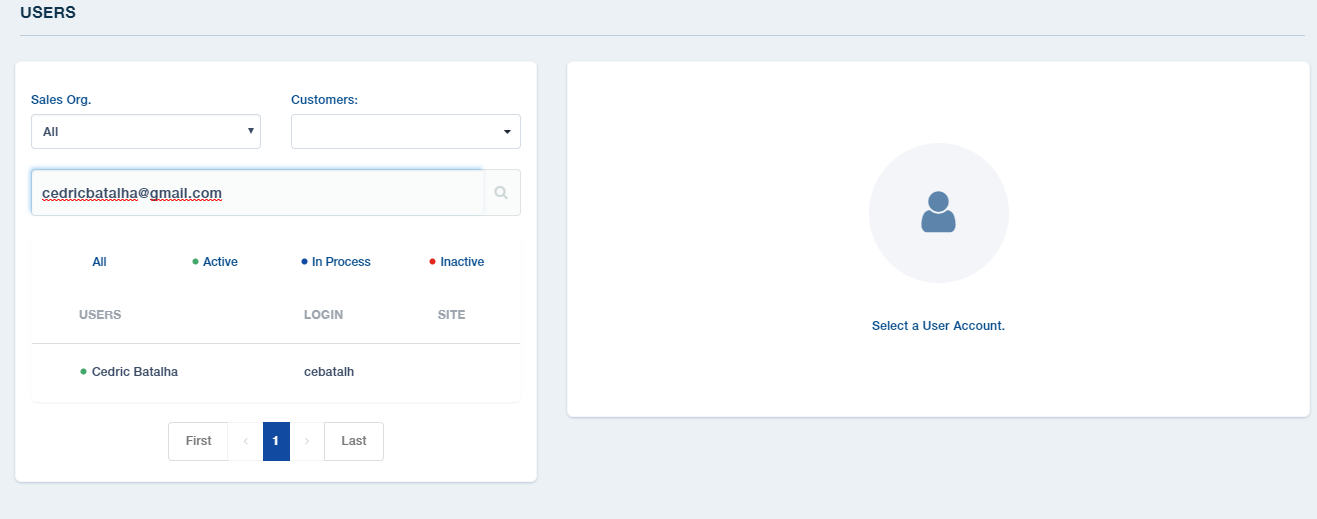 USERS
Sales Org.
Customers:
All
cedricbatalha@gmail.com
All
Active
In Process
Inactive
USERS
LOGIN
SITE
Cedric Batalha
cebatalh
First
‹
1
›
Last
Select a User Account.